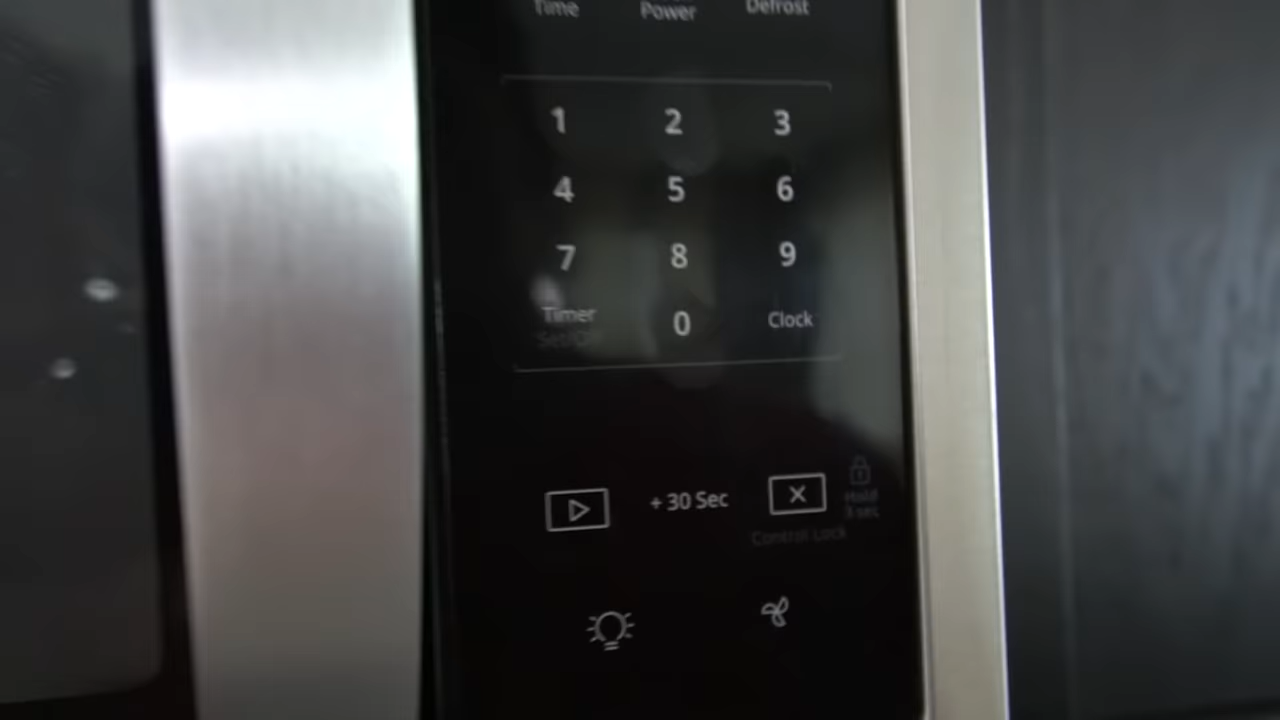 Time Power Defrost
1 2 3
4 5 6
7 8 9
Timer 0 Clock
Set/Off
+ 30 Sec
Hold
3 sec
Control Lock